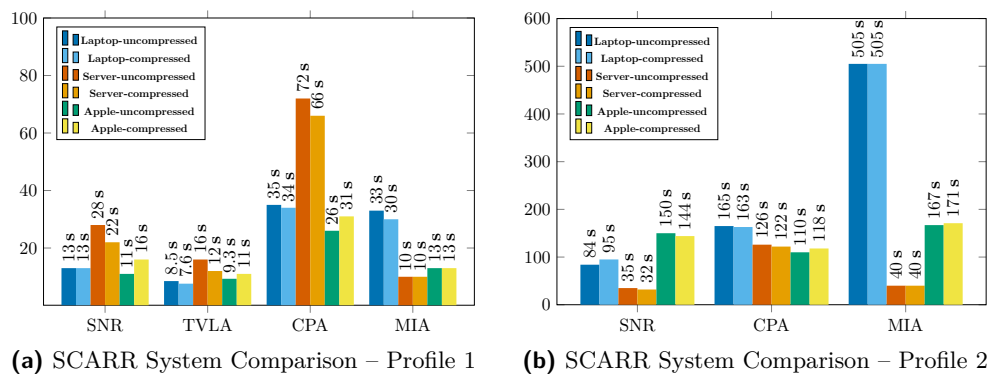 100
80
60
40
20
Laptop-uncompressed
Laptop-compressed
Server-uncompressed
Server-compressed
Apple-uncompressed
Apple-compressed
13 s
13 s
28 s
22 s
11 s
16 s
8.5 s
7.6 s
16 s
12 s
9.3 s
11 s
35 s
34 s
72 s
66 s
26 s
31 s
33 s
30 s
10 s
10 s
13 s
13 s
SNR TVLA CPA MIA
(a) SCARR System Comparison – Profile 1
600
500
400
300
200
100
0
Laptop-uncompressed
Laptop-compressed
Server-uncompressed
Server-compressed
Apple-uncompressed
Apple-compressed
84 s
95 s
35 s
32 s
150 s
144 s
165 s
163 s
126 s
122 s
110 s
118 s
505 s
505 s
40 s
40 s
167 s
171 s
SNR CPA MIA
(b) SCARR System Comparison – Profile 2